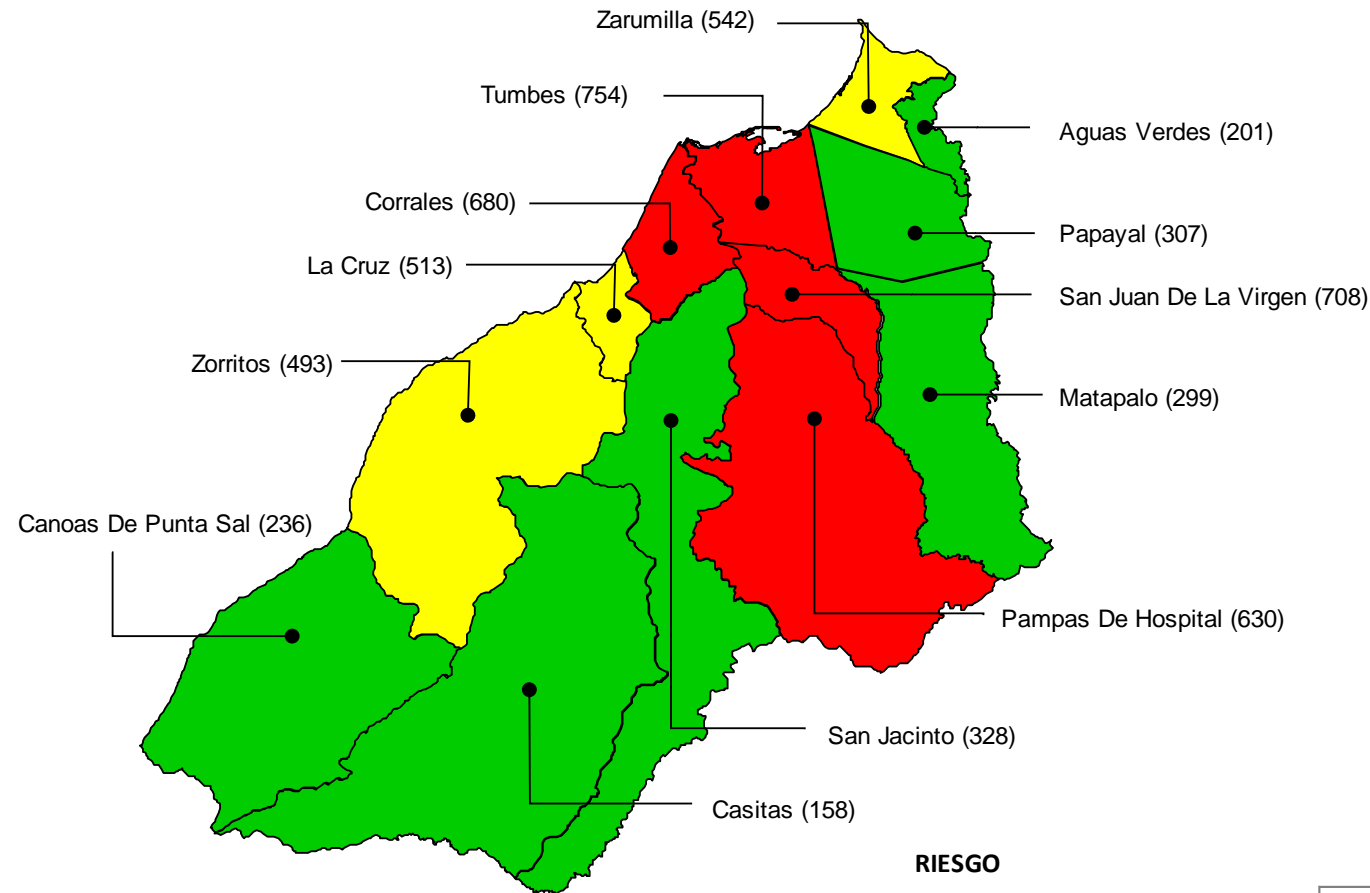 Zarumilla (542)
Tumbes (754)
Aguas Verdes (201)
Corrales (680)
Papayal (307)
La Cruz (513)
San Juan De La Virgen (708)
Zorritos (493)
Matapalo (299)
Canoas De Punta Sal (236)
Pampas De Hospital (630)
San Jacinto (328)
Casitas (158)
RIESGO